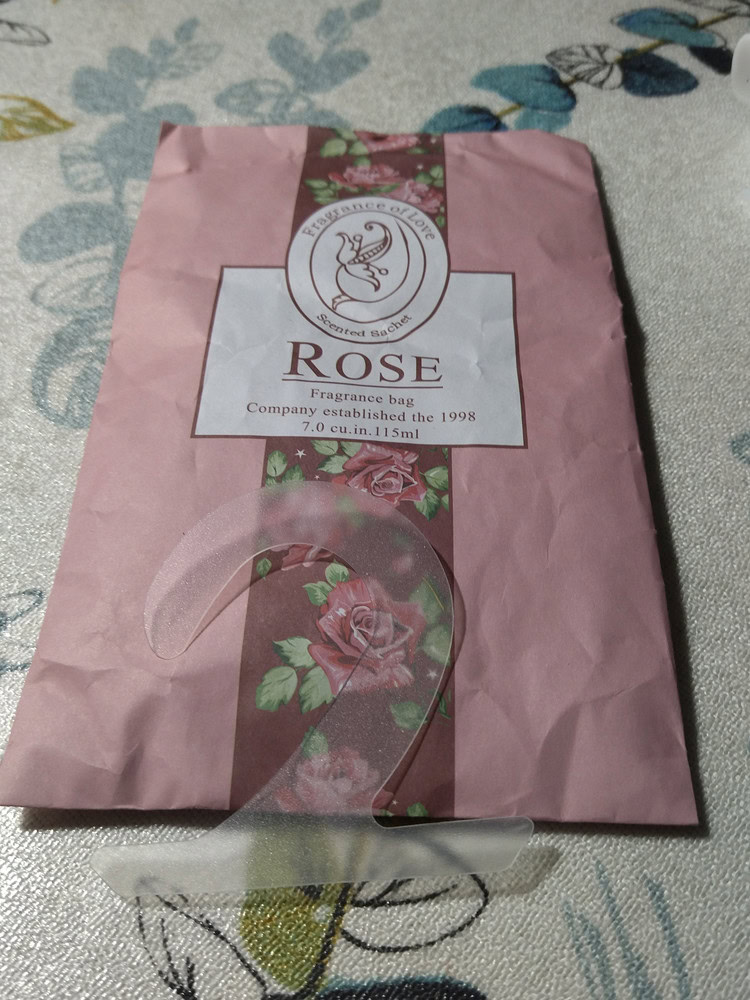 Fragrance of Love
Scented Sachet
ROSE
Fragrance bag
Company established the 1998
7.0 cu.in.115ml